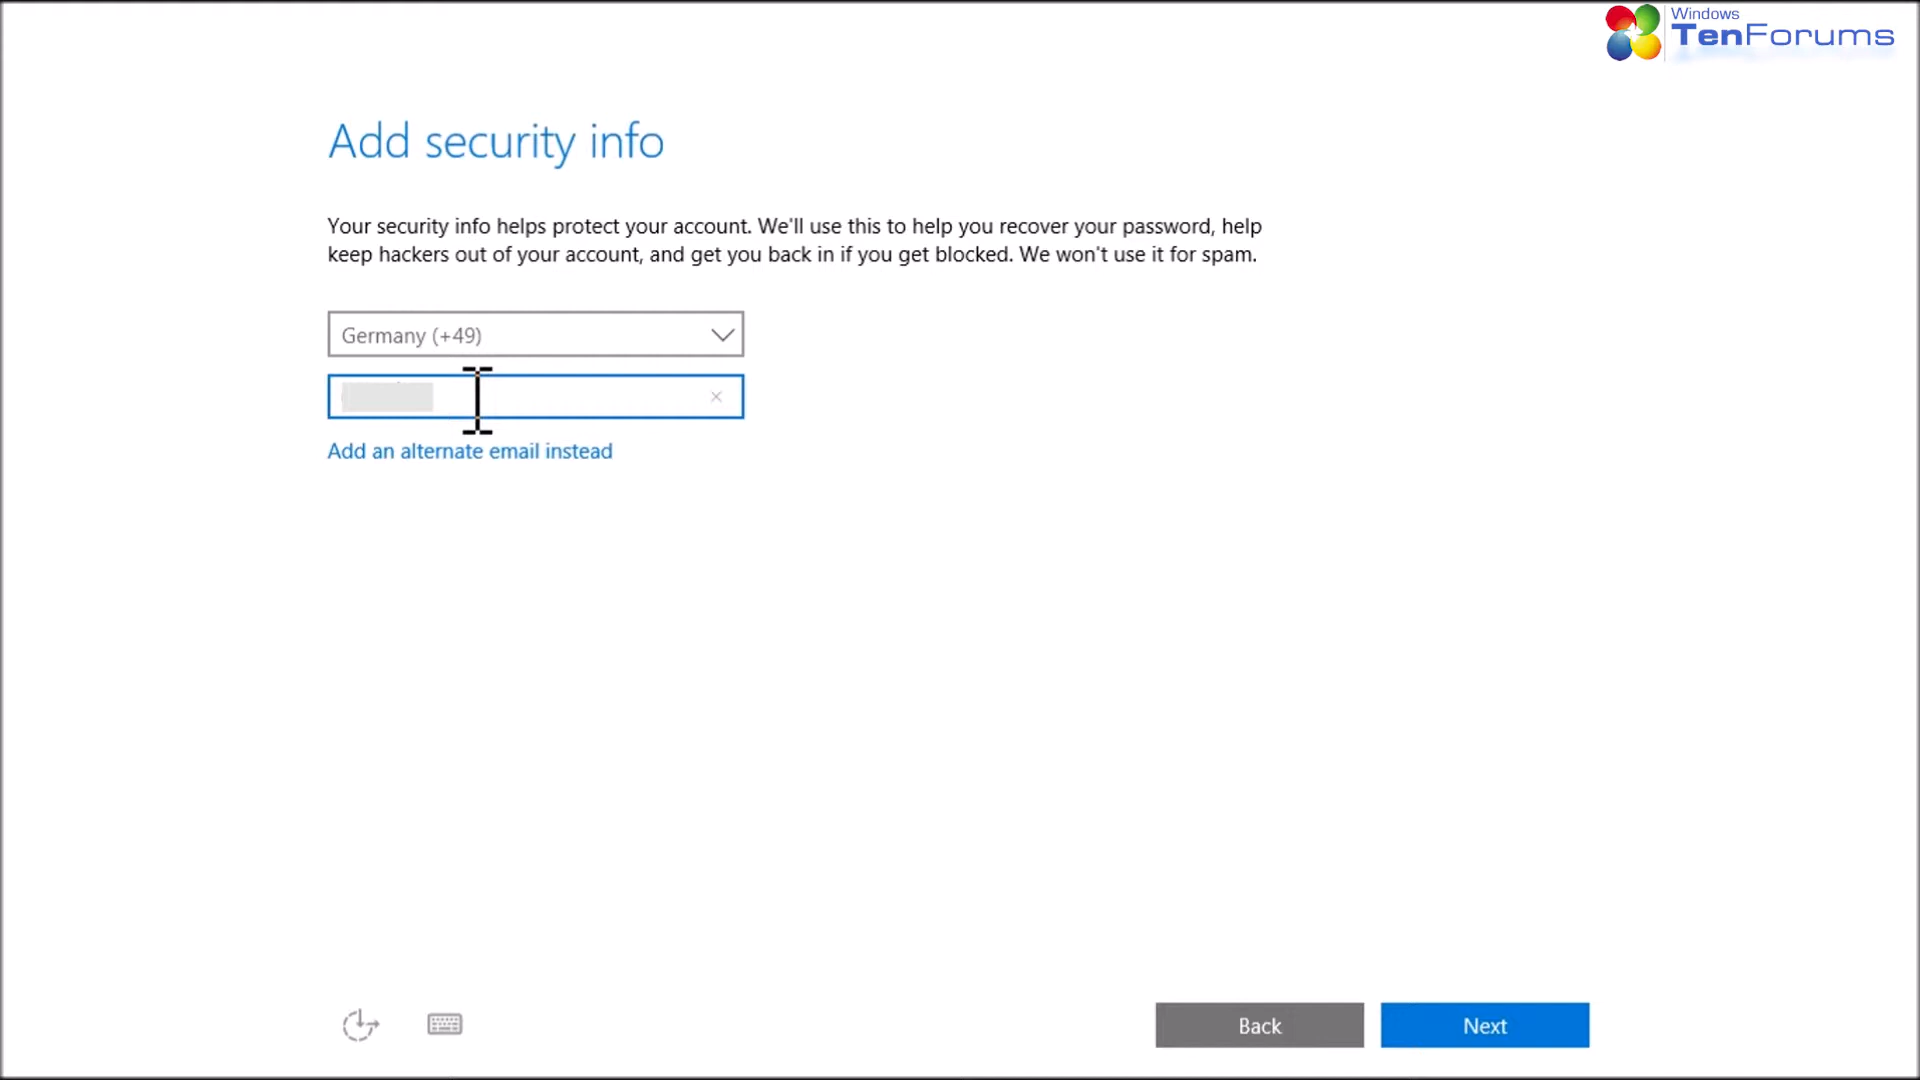 Windows
TenForums
Add security info
Your security info helps protect your account. We'll use this to help you recover your password, help
keep hackers out of your account, and get you back in if you get blocked. We won't use it for spam.
Germany (+49)
Add an alternate email instead
Back
Next